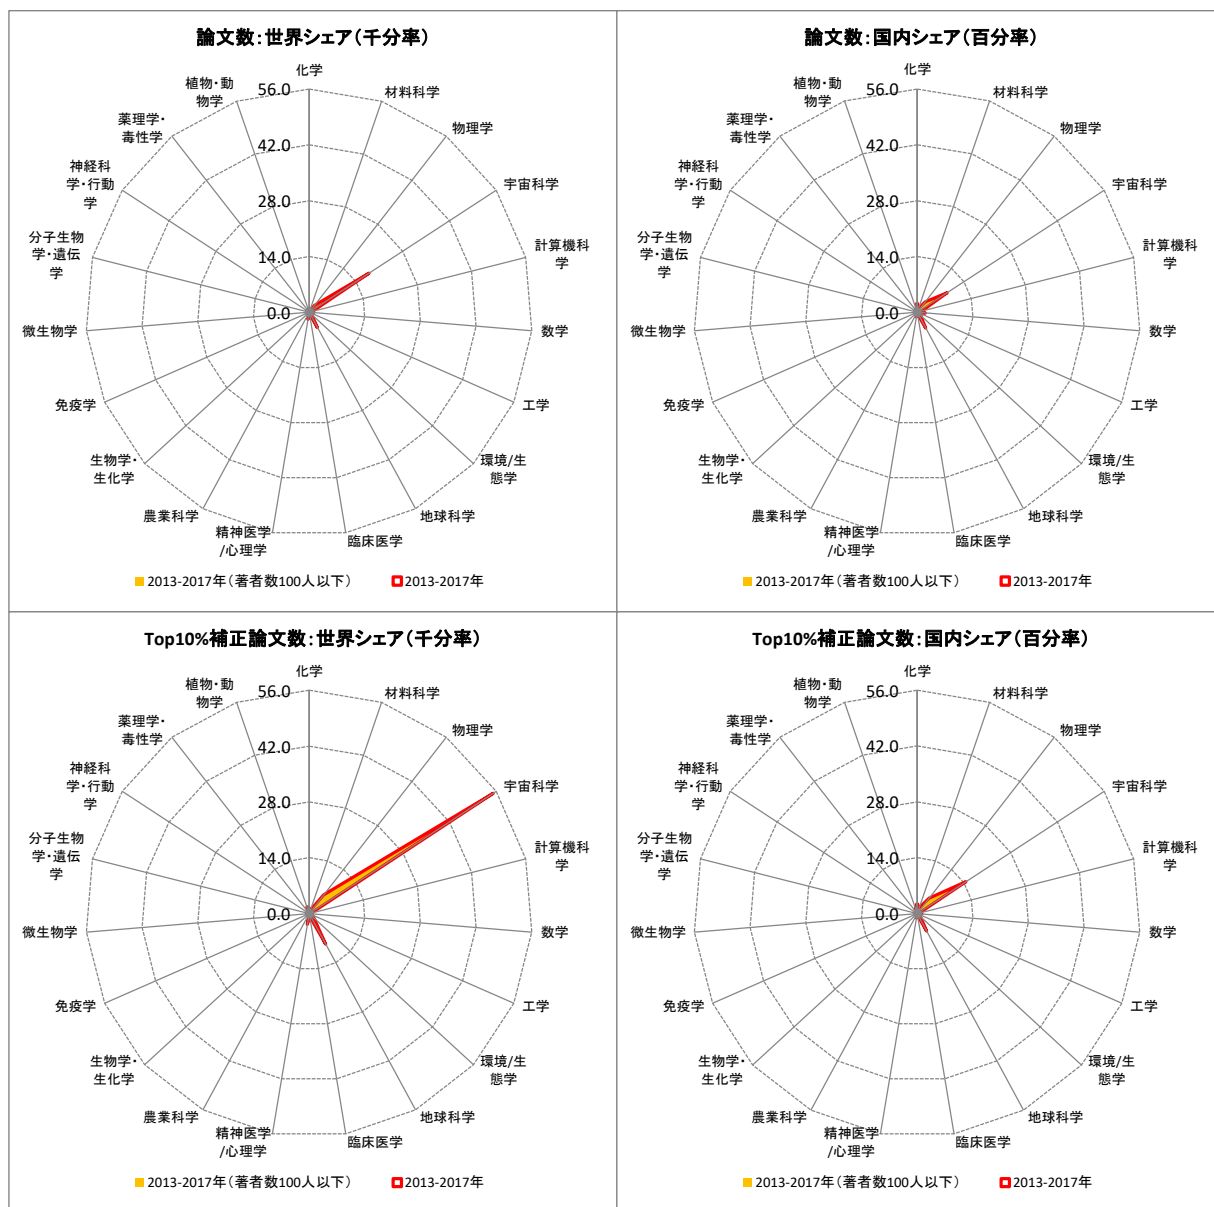 論文数：世界シェア（千分率）
化学
材料科学
物理学
宇宙科学
計算機科
学
数学
工学
環境/生
態学
地球科学
臨床医学
精神医学
/心理学
農業科学
生物学・
生化学
免疫学
微生物学
分子生物
学・遺伝
学
神経科
学・行動
学
薬理学・
毒性学
植物・動
物学
56.0
42.0
28.0
14.0
0.0
2013-2017年（著者数100人以下）
2013-2017年
論文数：国内シェア（百分率）
化学
材料科学
物理学
宇宙科学
計算機科
学
数学
工学
環境/生
態学
地球科学
臨床医学
精神医学
/心理学
農業科学
生物学・
生化学
免疫学
微生物学
分子生物
学・遺伝
学
神経科
学・行動
学
薬理学・
毒性学
植物・動
物学
56.0
42.0
28.0
14.0
0.0
2013-2017年（著者数100人以下）
2013-2017年
Top10%補正論文数：世界シェア（千分率）
化学
材料科学
物理学
宇宙科学
計算機科
学
数学
工学
環境/生
態学
地球科学
臨床医学
精神医学
/心理学
農業科学
生物学・
生化学
免疫学
微生物学
分子生物
学・遺伝
学
神経科
学・行動
学
薬理学・
毒性学
植物・動
物学
56.0
42.0
28.0
14.0
0.0
2013-2017年（著者数100人以下）
2013-2017年
Top10%補正論文数：国内シェア（百分率）
化学
材料科学
物理学
宇宙科学
計算機科
学
数学
工学
環境/生
態学
地球科学
臨床医学
精神医学
/心理学
農業科学
生物学・
生化学
免疫学
微生物学
分子生物
学・遺伝
学
神経科
学・行動
学
薬理学・
毒性学
植物・動
物学
56.0
42.0
28.0
14.0
0.0
2013-2017年（著者数100人以下）
2013-2017年